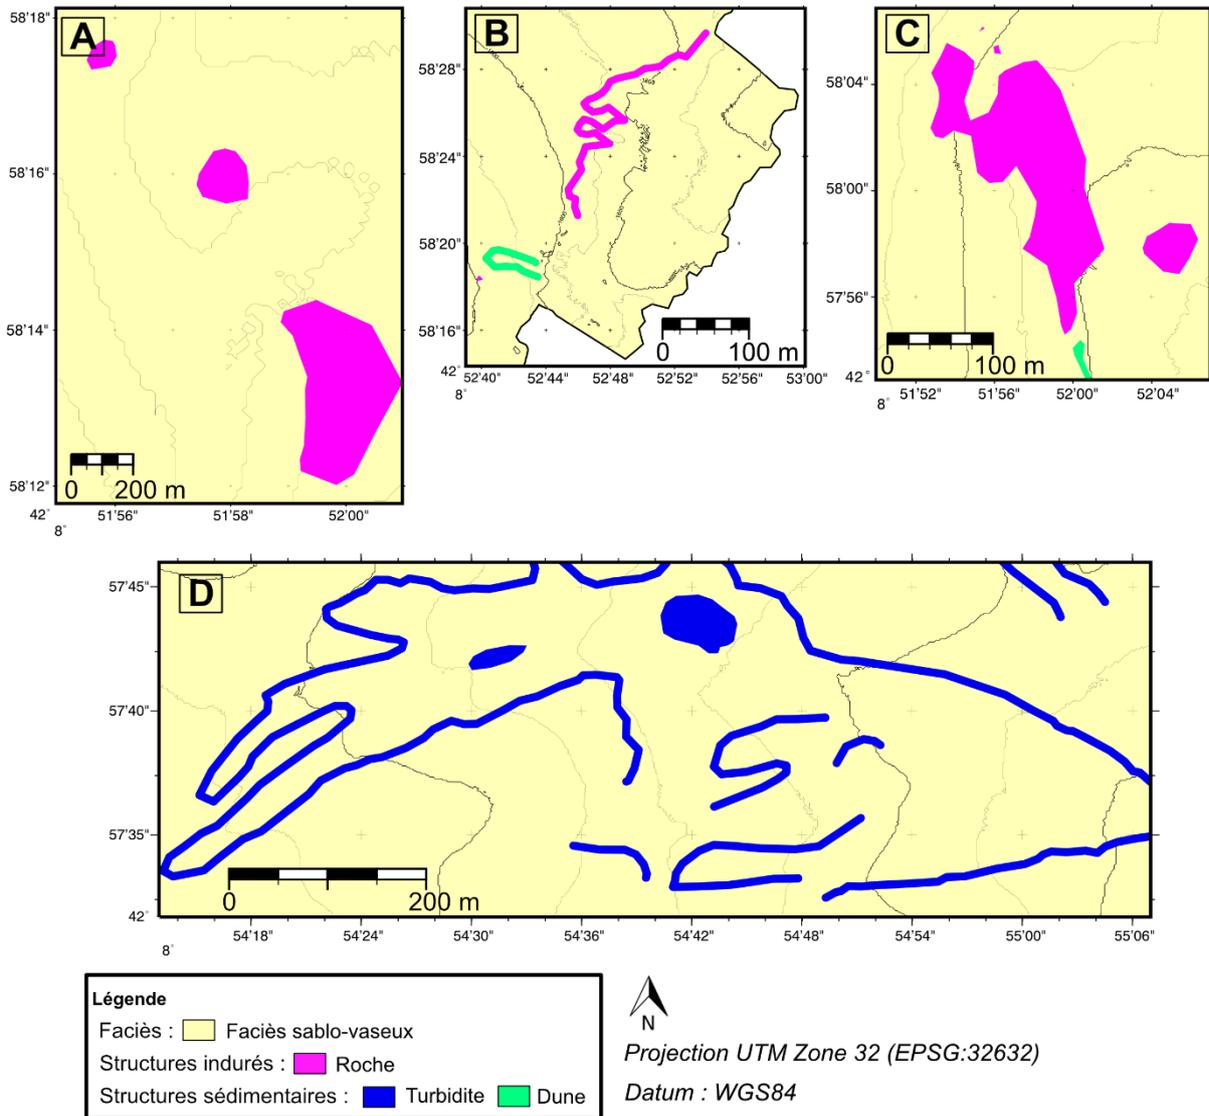 A
58'18"
58'16"
58'14"
58'12"
0 200 m
42°
8°
51'56" 51'58" 52'00"
B
58'28"
58'24"
58'20"
58'16"
0 100 m
42°
8°
52'40" 52'44" 52'48" 52'52" 52'56" 53'00"
C
58'04"
58'00"
57'56"
0 100 m
42°
8°
51'52" 51'56" 52'00" 52'04"
D
57'45"
57'40"
57'35"
0 200 m
42°
8°
54'18" 54'24" 54'30" 54'36" 54'42" 54'48" 54'54" 55'00" 55'06"
Légende
Faciès : Faciès sablo-vaseux
Structures indurés : Roche
Structures sédimentaires : Turbidite Dune
N
Projection UTM Zone 32 (EPSG:32632)
Datum : WGS84